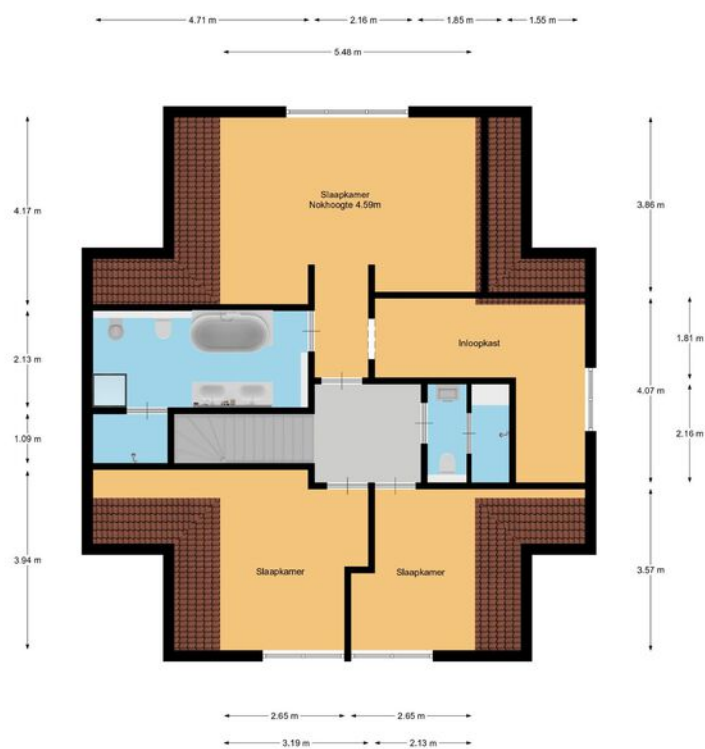 4.71 m 2.16 m 1.85 m 1.55 m
5.48 m
4.17 m
3.86 m
Slaapkamer
Nokhoogte 4.59m
2.13 m
1.81 m
Inloopkast
4.07 m
2.16 m
1.09 m
3.94 m
3.57 m
Slaapkamer Slaapkamer
2.65 m 2.65 m
3.19 m 2.13 m